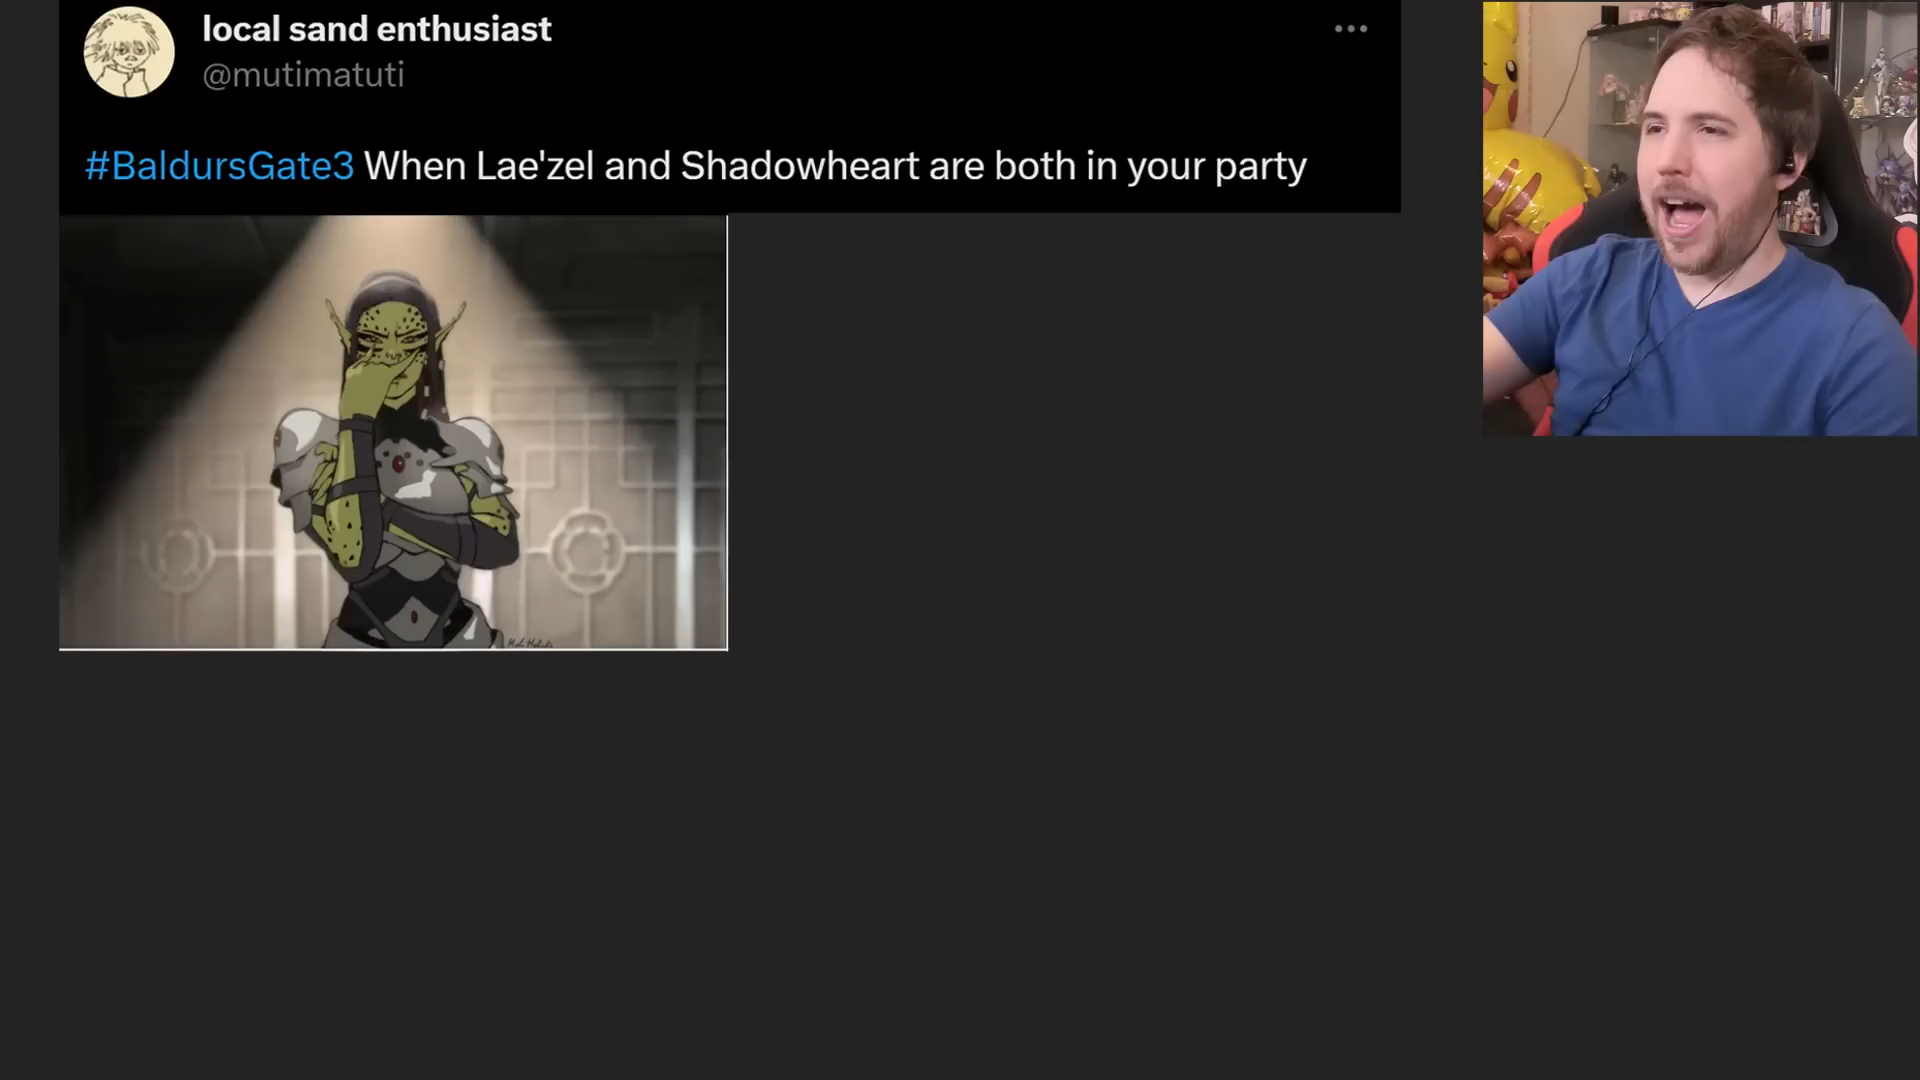 local sand enthusiast
@mutimatuti
#BaldursGate3 When Lae'zel and Shadowheart are both in your party